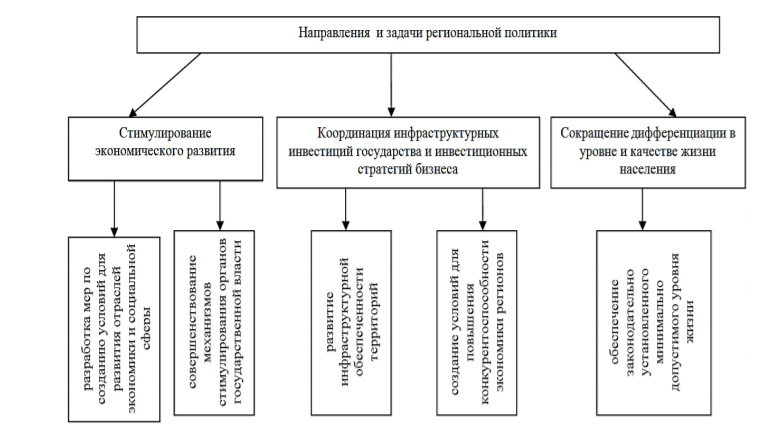 Направления и задачи региональной политики
Стимулирование
экономического развития
Координация инфраструктурных
инвестиций государства и инвестиционных
стратегий бизнеса
Сокращение дифференциации в
уровне и качестве жизни
населения
разработка мер по
созданию условий для
развития отраслей
экономики и социальной
сферы
совершенствование
механизмов
стимулирования органов
государственной власти
развитие
инфраструктурной
обеспеченности
территорий
создание условий для
повышения
конкурентоспособности
экономики регионов
обеспечение
законодательно
установленного
минимально
допустимого уровня
жизни